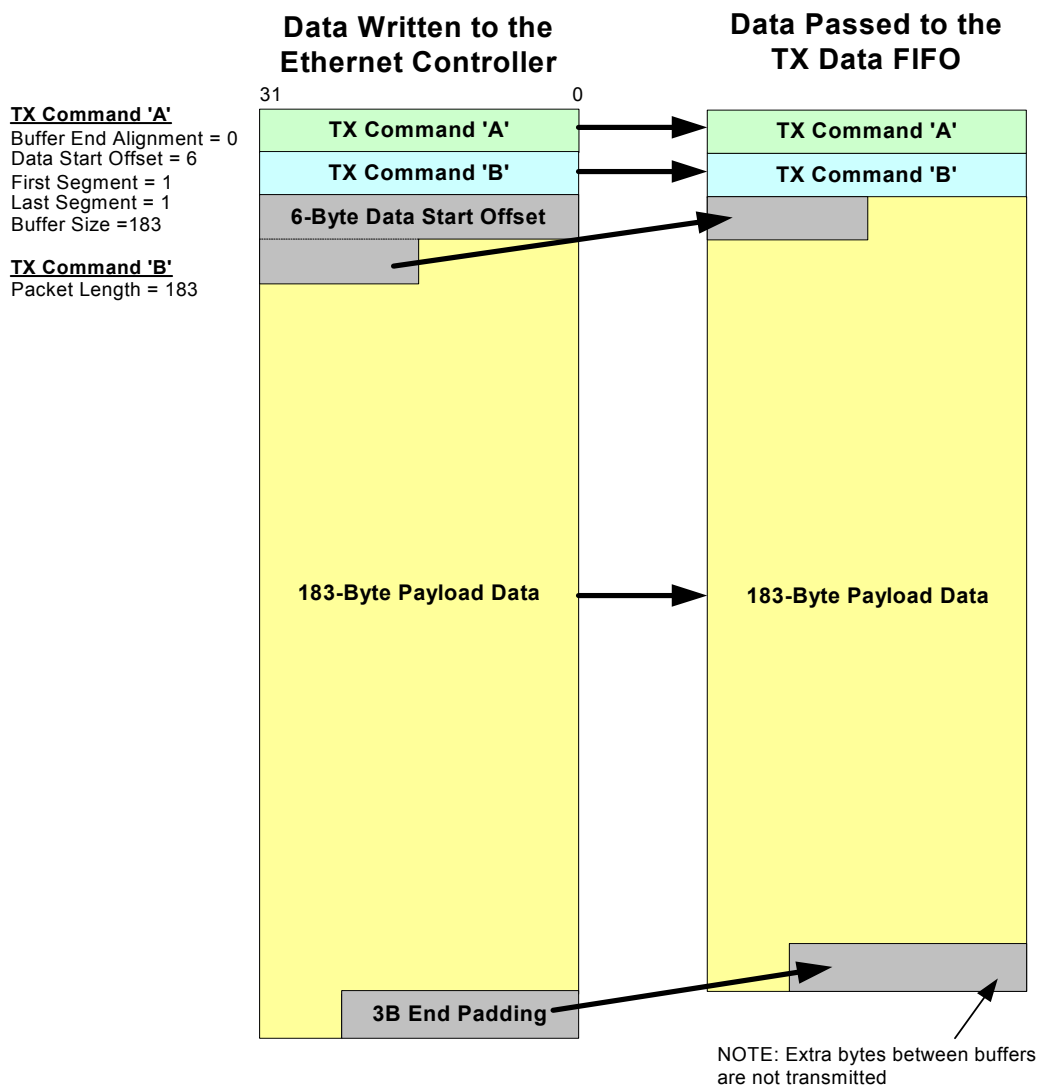 Data Written to the
Ethernet Controller
Data Passed to the
TX Data FIFO
31
0
TX Command 'A'
Buffer End Alignment = 0
Data Start Offset = 6
First Segment = 1
Last Segment = 1
Buffer Size =183
TX Command 'B'
Packet Length = 183
TX Command 'A'
TX Command 'B'
6-Byte Data Start Offset
183-Byte Payload Data
3B End Padding
TX Command 'A'
TX Command 'B'
183-Byte Payload Data
NOTE: Extra bytes between buffers
are not transmitted